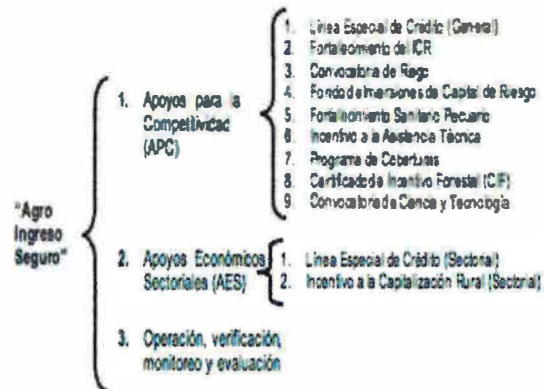 "Agro
Ingreso
Seguro"
1. Apoyos para la
Competitividad
(APC)
1. Línea Especial de Crédito (General)
2. Fortalecimiento del ICR
3. Convocatoria de Riego
4. Fondo de Inversiones de Capital de Riesgo
5. Fortalecimiento Sanitario Pecuario
6. Incentivo a la Asistencia Técnica
7. Programa de Coberturas
8. Certificado de Incentivo Forestal (CIF)
9. Convocatoria de Ciencia y Tecnología
2. Apoyos Económicos
Sectoriales (AES)
1. Línea Especial de Crédito (Sectorial)
2. Incentivo a la Capitalización Rural (Sectorial)
3. Operación, verificación,
monitoreo y evaluación